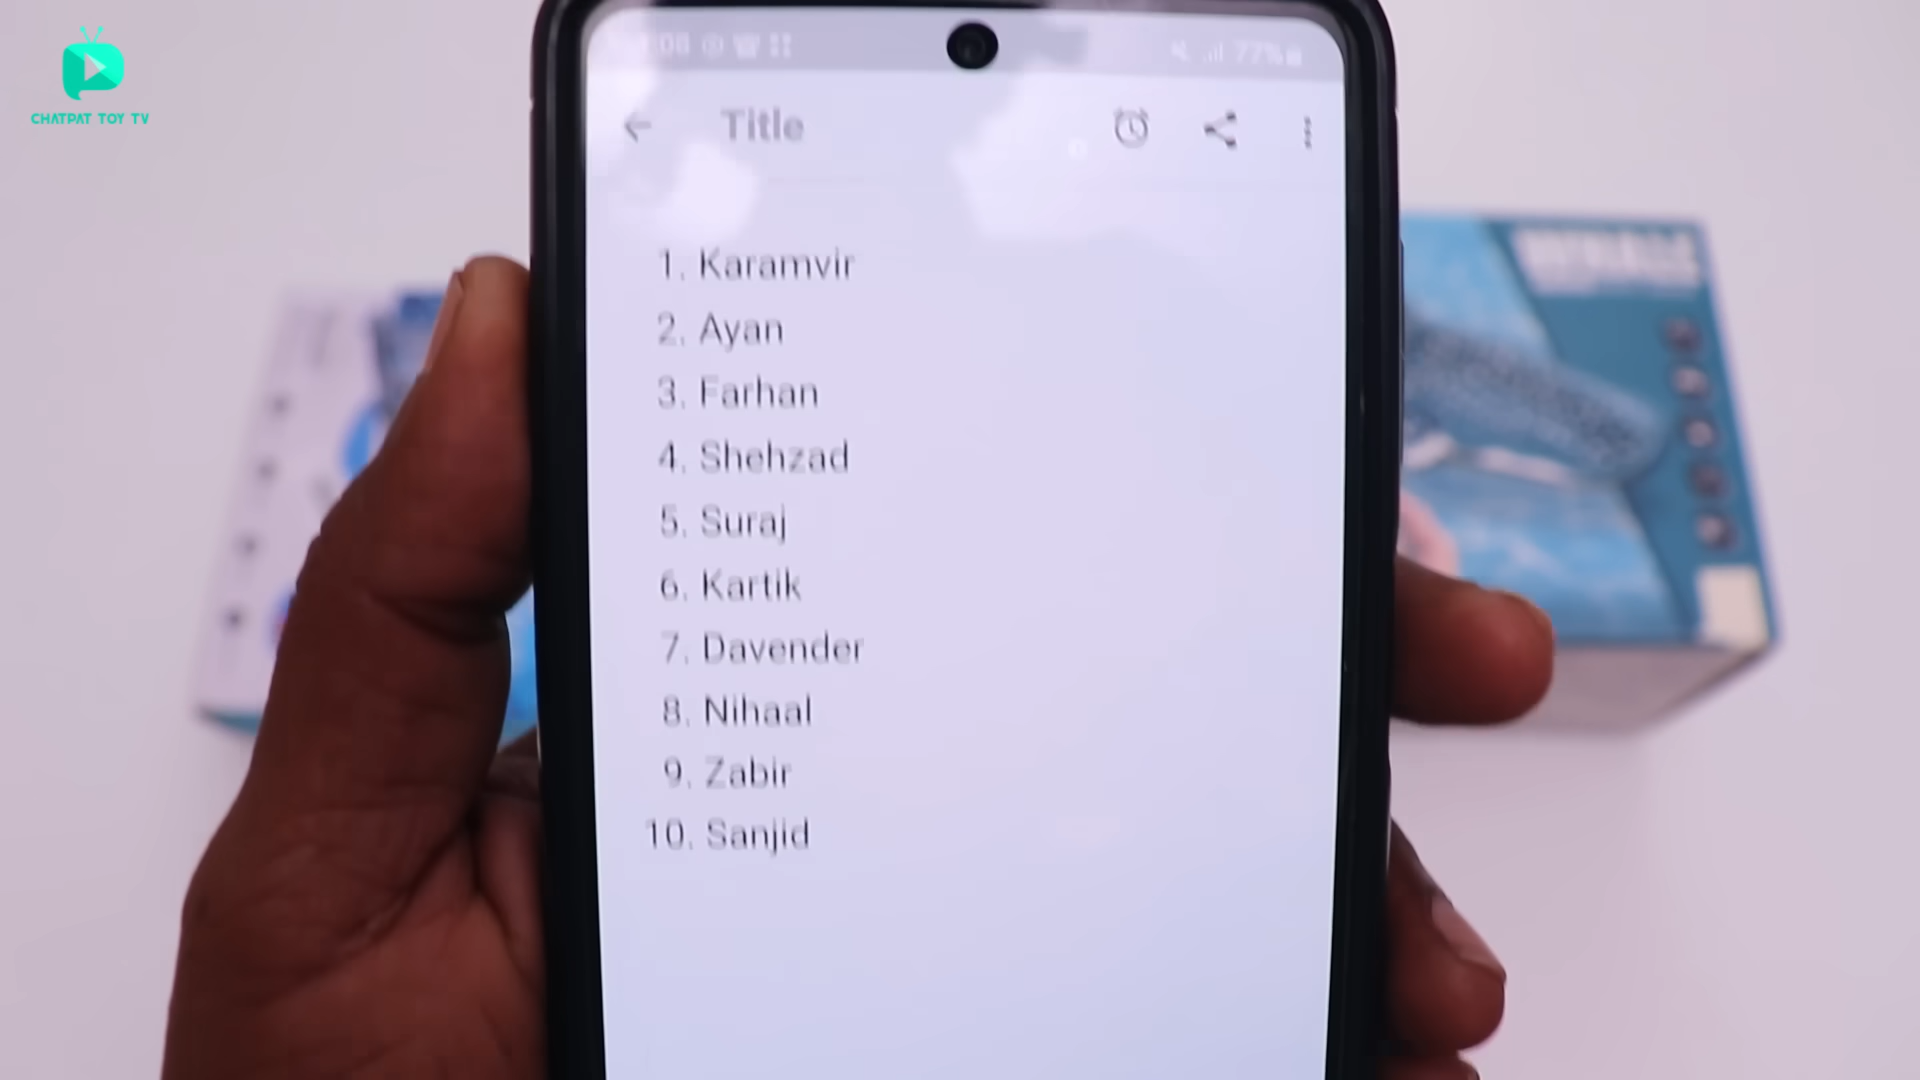 CHATPAT TOY TV
77%
Title
1. Karamvir
2. Ayan
3. Farhan
4. Shehzad
5. Suraj
6. Kartik
7. Davender
8. Nihaal
9. Zabir
10. Sanjid